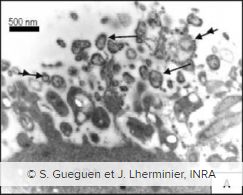 500 nm
© S. Gueguen et J. Lherminier, INRA
A